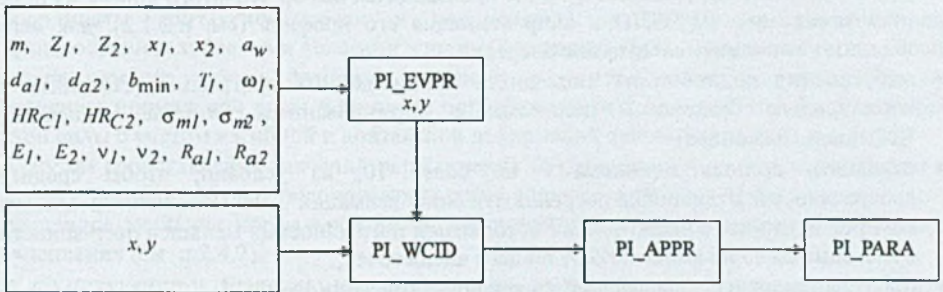 m, Z1, Z2, x1, x2, aw
da1, da2, bmin, T1, ω1,
HRC1, HRC2, σm1, σm2,
E1, E2, ν1, ν2, Ra1, Ra2
PI_EVPR
x, y
x, y
PI_WCID
PI_APPR
PI_PARA